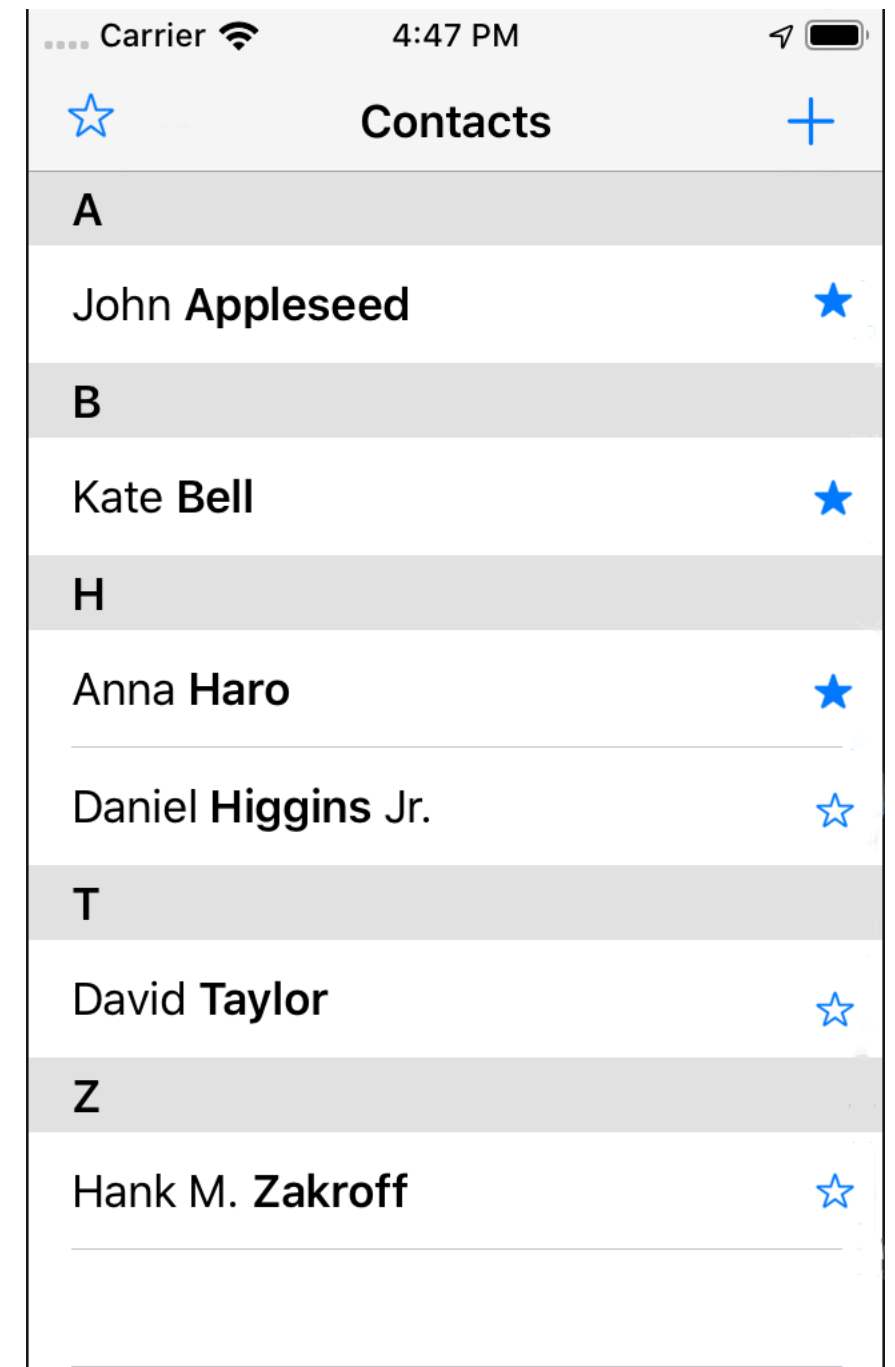 Carrier 4:47 PM
Contacts
A
John Appleseed
B
Kate Bell
H
Anna Haro
Daniel Higgins Jr.
T
David Taylor
Z
Hank M. Zakroff